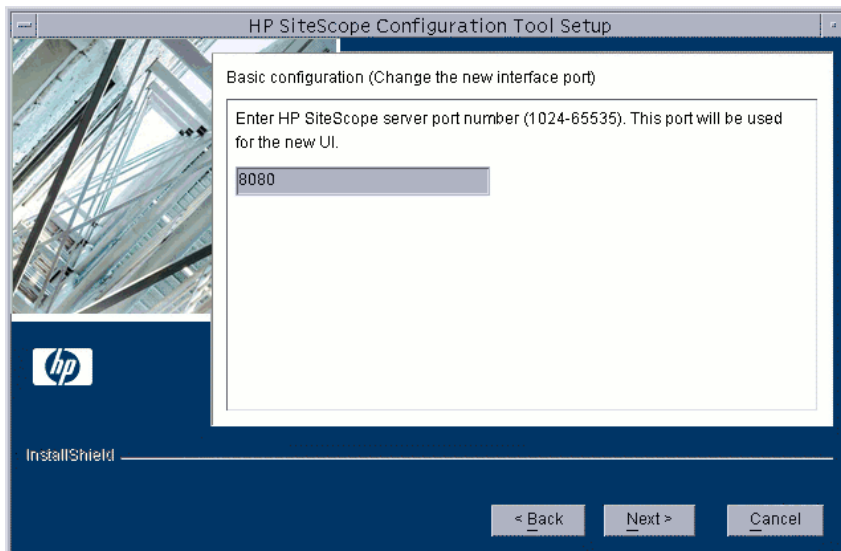 HP SiteScope Configuration Tool Setup
Basic configuration (Change the new interface port)
Enter HP SiteScope server port number (1024-65535). This port will be used
for the new UI.
8080
hp
InstallShield
< Back
Next >
Cancel